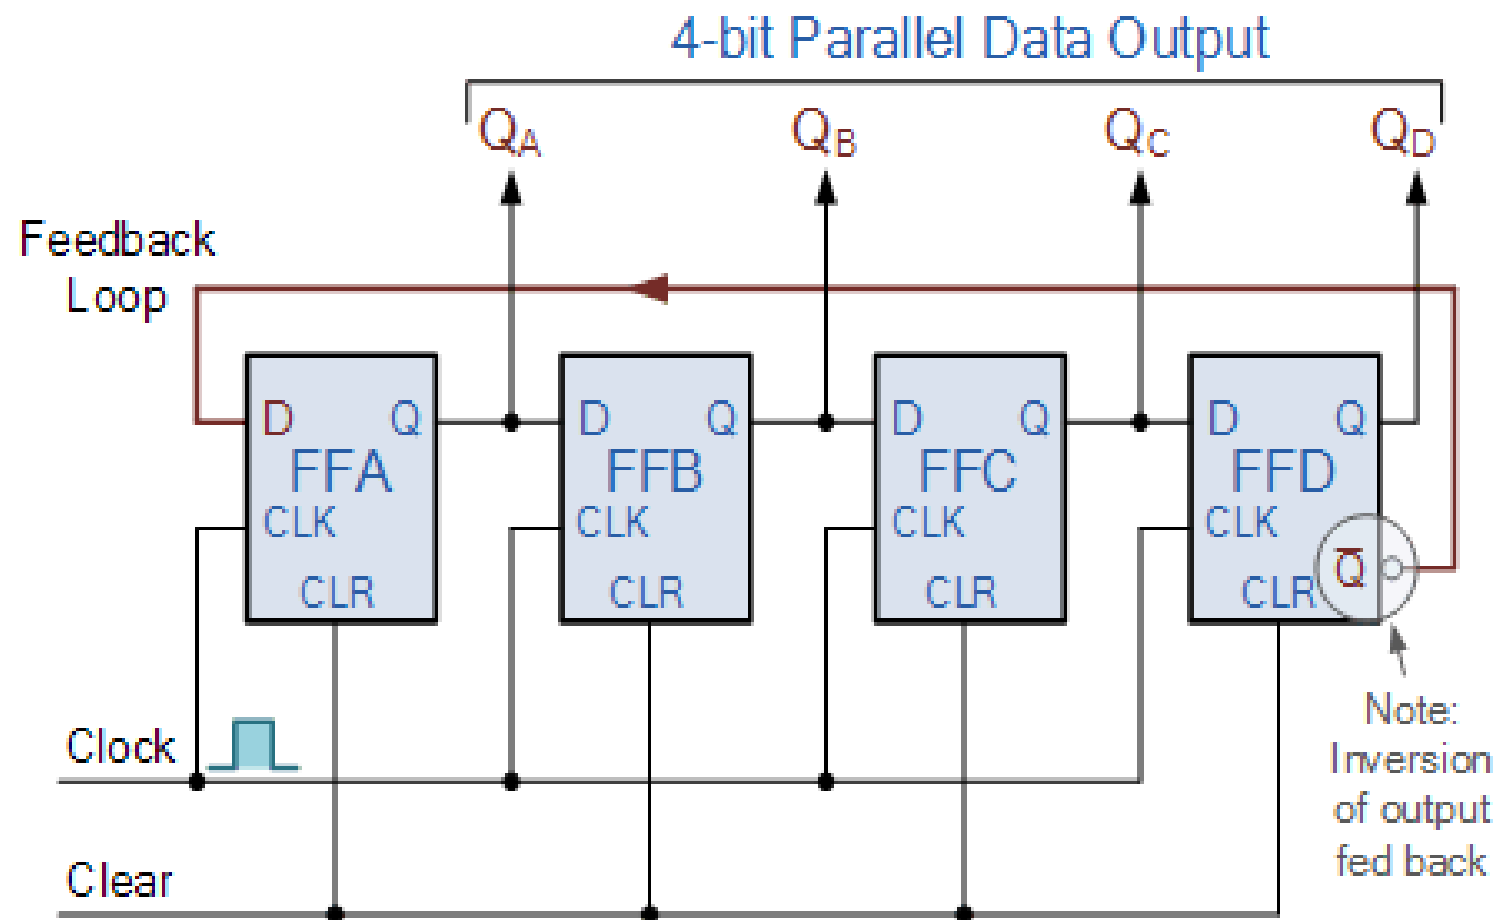 4-bit Parallel Data Output
QA QB QC QD
Feedback
Loop
D Q D Q D Q D Q
FFA FFB FFC FFD
CLK CLK CLK CLK
Q̅
CLR CLR CLR CLR
Note:
Inversion
of output
fed back
Clock
Clear